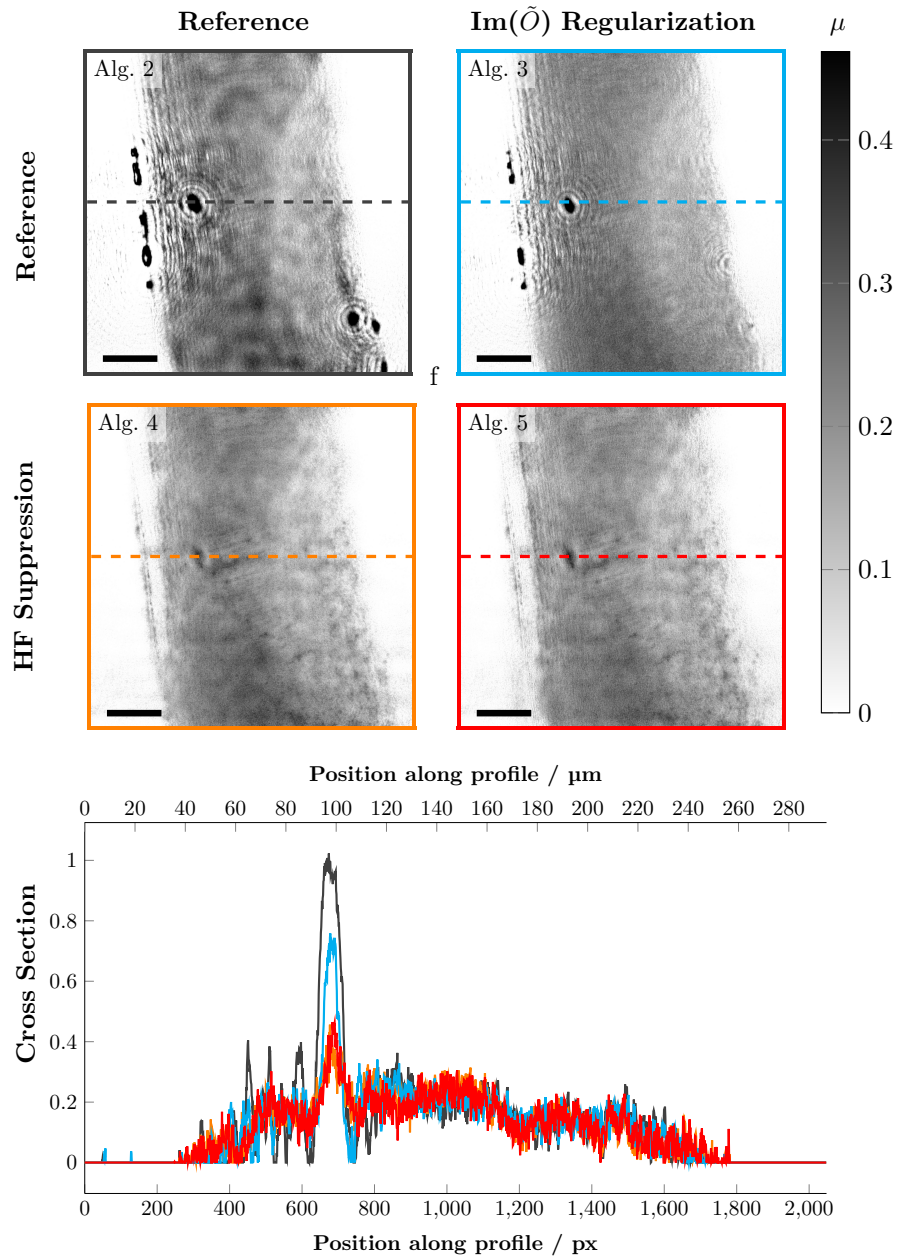 Reference
Im(Õ) Regularization
μ
Alg. 2
Alg. 3
Reference
f
Alg. 4
Alg. 5
HF Suppression
0.4
0.3
0.2
0.1
0
Position along profile / µm
0 20 40 60 80 100 120 140 160 180 200 220 240 260 280
Cross Section
1
0.8
0.6
0.4
0.2
0
0 200 400 600 800 1,000 1,200 1,400 1,600 1,800 2,000
Position along profile / px